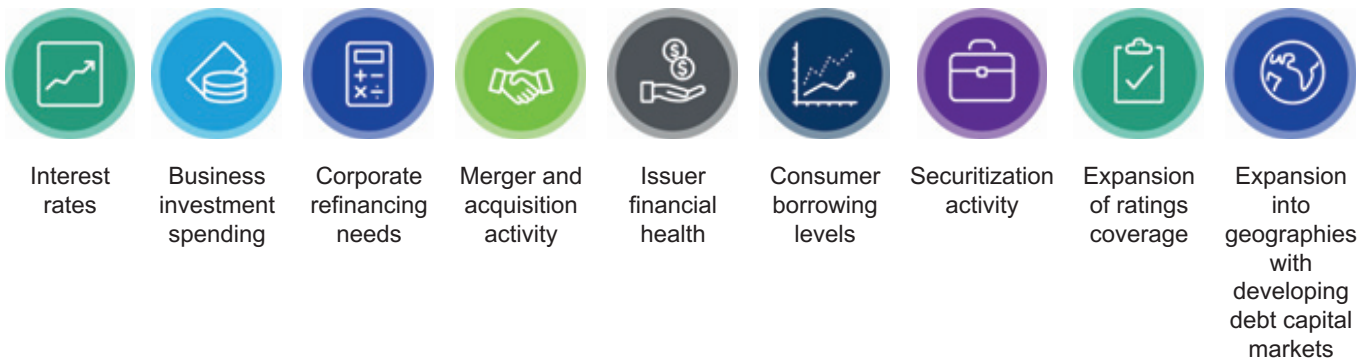 Interest
rates
Business
investment
spending
Corporate
refinancing
needs
Merger and
acquisition
activity
Issuer
financial
health
Consumer
borrowing
levels
Securitization
activity
Expansion
of ratings
coverage
Expansion
into
geographies
with
developing
debt capital
markets